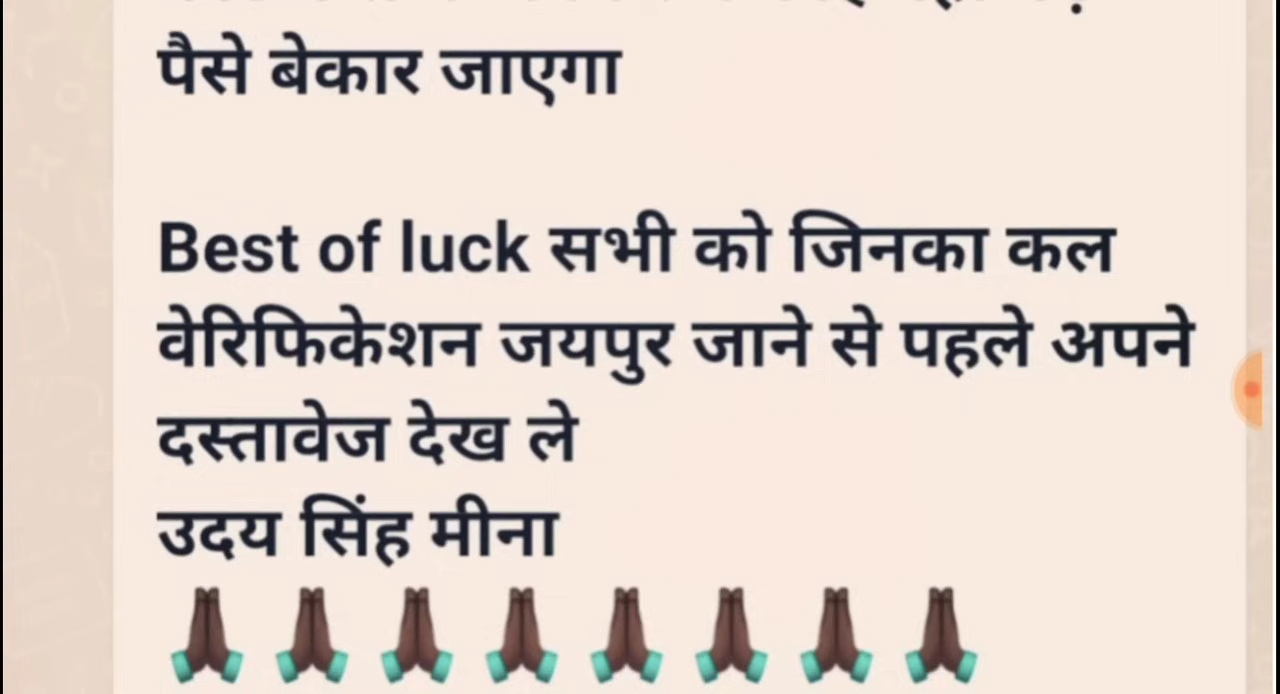 पैसे बेकार जाएगा
Best of luck सभी को जिनका कल
वेरिफिकेशन जयपुर जाने से पहले अपने
दस्तावेज देख ले
उदय सिंह मीना
🙏🏿🙏🏿🙏🏿🙏🏿🙏🏿🙏🏿🙏🏿🙏🏿